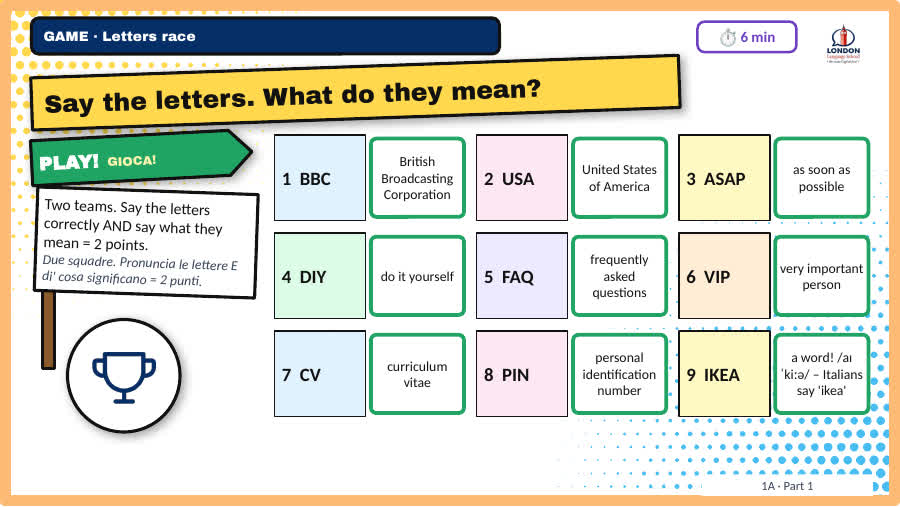 GAME · Letters race
6 min
LONDON
Say the letters. What do they mean?
PLAY! GIOCA!
Two teams. Say the letters
correctly AND say what they
mean = 2 points.
Due squadre. Pronuncia le lettere E
di' cosa significano = 2 punti.
1 BBC
British
Broadcasting
Corporation
2 USA
United States
of America
3 ASAP
as soon as
possible
4 DIY
do it yourself
5 FAQ
frequently
asked
questions
6 VIP
very important
person
7 CV
curriculum
vitae
8 PIN
personal
identification
number
9 IKEA
a word! /aɪ
ˈkiːə/ – Italians
say 'ikea'
1A · Part 1